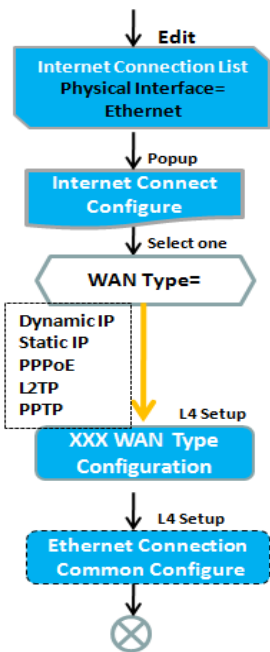 Edit
Internet Connection List
Physical Interface=
Ethernet
Popup
Internet Connect
Configure
Select one
WAN Type=
Dynamic IP
Static IP
PPPoE
L2TP
PPTP
L4 Setup
XXX WAN Type
Configuration
L4 Setup
Ethernet Connection
Common Configure